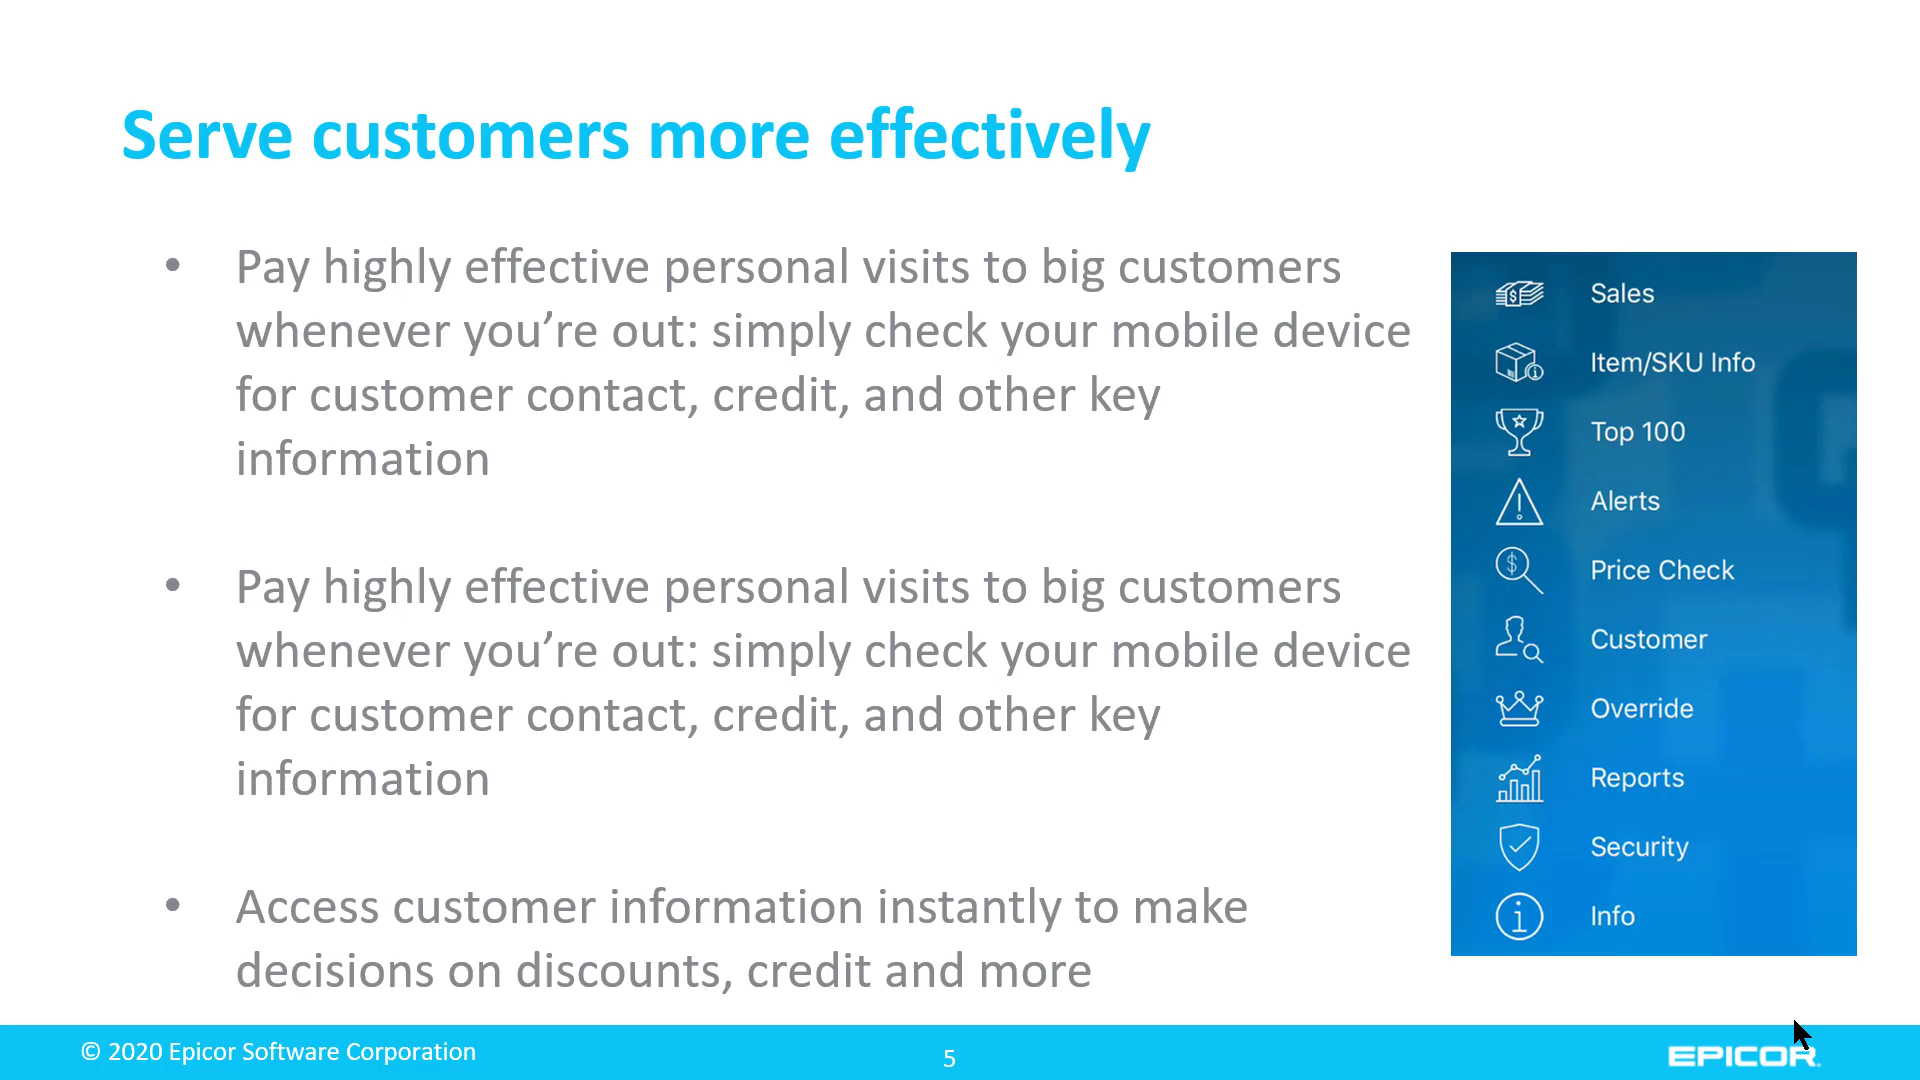 Serve customers more effectively
• Pay highly effective personal visits to big customers
whenever you’re out: simply check your mobile device
for customer contact, credit, and other key
information
• Pay highly effective personal visits to big customers
whenever you’re out: simply check your mobile device
for customer contact, credit, and other key
information
• Access customer information instantly to make
decisions on discounts, credit and more
Sales
Item/SKU Info
Top 100
Alerts
Price Check
Customer
Override
Reports
Security
Info
© 2020 Epicor Software Corporation
5
EPICOR